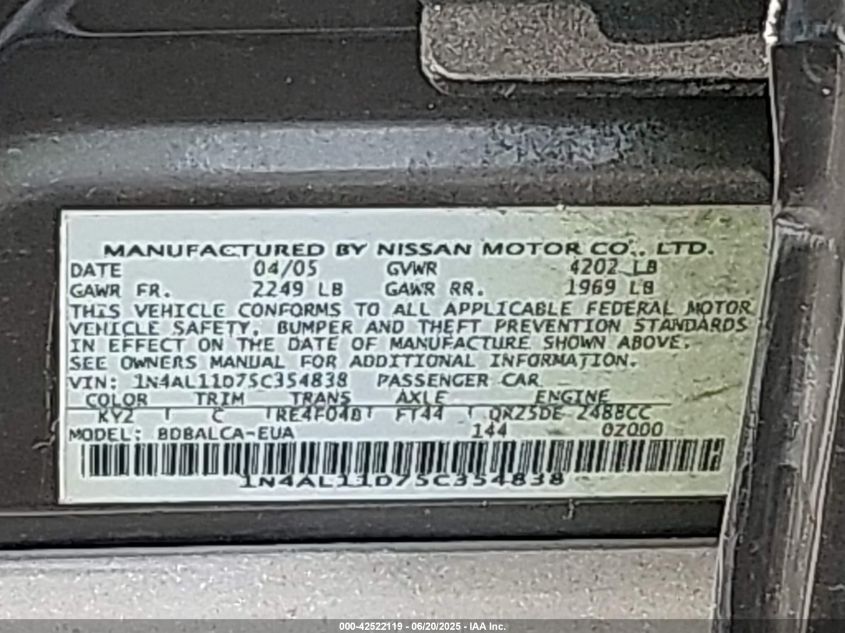 MANUFACTURED BY NISSAN MOTOR CO., LTD.
DATE 04/05 GVWR 4202 LB
GAWR FR. 2249 LB GAWR RR. 1969 LB
THIS VEHICLE CONFORMS TO ALL APPLICABLE FEDERAL MOTOR
VEHICLE SAFETY, BUMPER AND THEFT PREVENTION STANDARDS
IN EFFECT ON THE DATE OF MANUFACTURE SHOWN ABOVE.
SEE OWNERS MANUAL FOR ADDITIONAL INFORMATION.
VIN: 1N4AL11D75C354838 PASSENGER CAR
COLOR TRIM TRANS AXLE ENGINE
KY2 C RE4F04B FT44 QR25DE 2488CC
MODEL: BDBALCA-EUA 144 0Z000
1N4AL11D75C354838
000-42522119 - 06/20/2025 - IAA Inc.